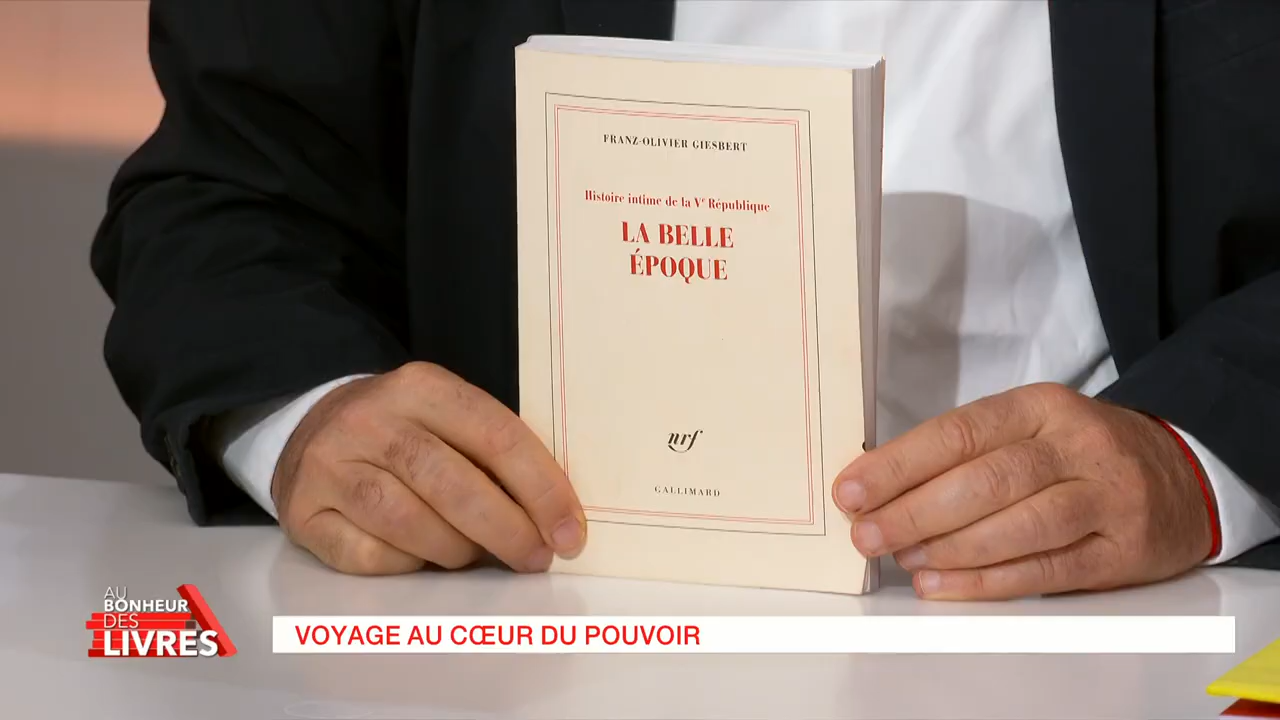 FRANZ-OLIVIER GIESBERT
Histoire intime de la Ve République
LA BELLE
ÉPOQUE
nrf
GALLIMARD
AU
BONHEUR
DES
LIVRES
VOYAGE AU CŒUR DU POUVOIR